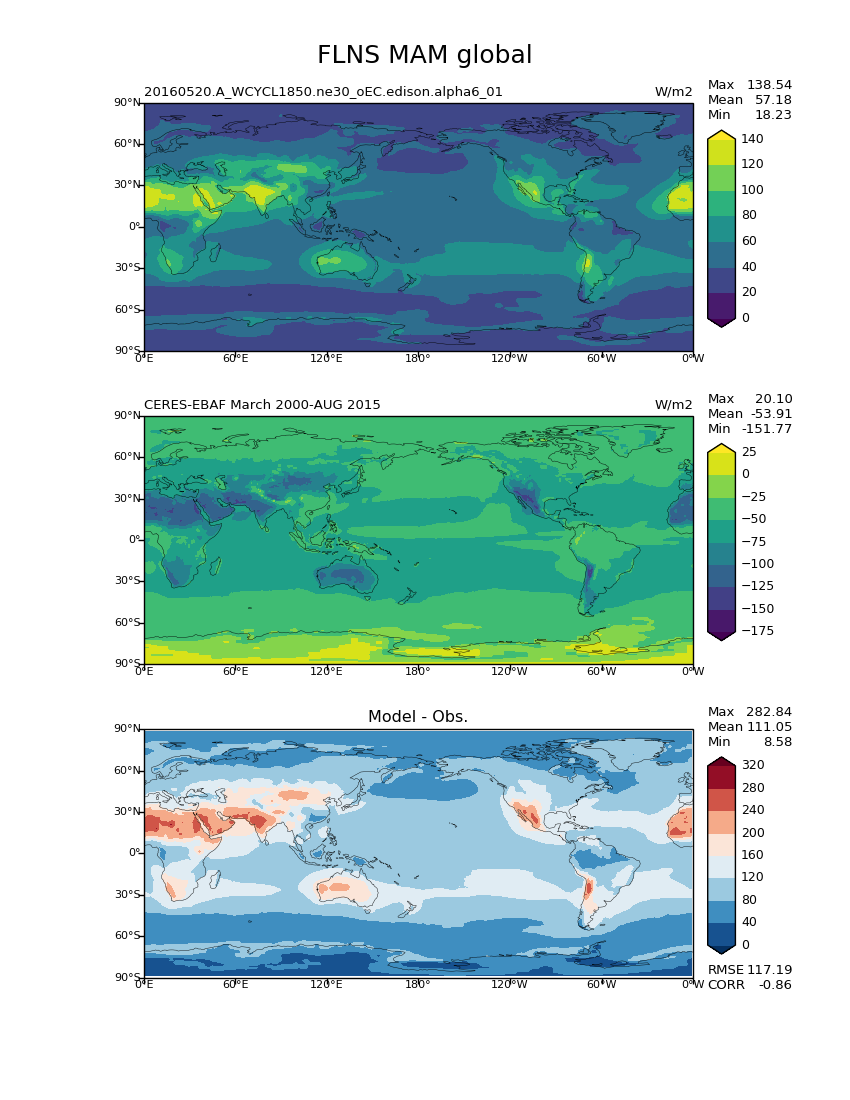 FLNS MAM global
20160520.A_WCYCL1850.ne30_oEC.edison.alpha6_01 W/m2
Max 138.54
Mean 57.18
Min 18.23
90°N
60°N
30°N
0°
30°S
60°S
90°S
0°E 60°E 120°E 180° 120°W 60°W 0°W
140
120
100
80
60
40
20
0
CERES-EBAF March 2000-AUG 2015 W/m2
Max 20.10
Mean -53.91
Min -151.77
90°N
60°N
30°N
0°
30°S
60°S
90°S
0°E 60°E 120°E 180° 120°W 60°W 0°W
25
0
−25
−50
−75
−100
−125
−150
−175
Model - Obs.
Max 282.84
Mean 111.05
Min 8.58
90°N
60°N
30°N
0°
30°S
60°S
90°S
0°E 60°E 120°E 180° 120°W 60°W 0°W
320
280
240
200
160
120
80
40
0
RMSE 117.19
CORR -0.86